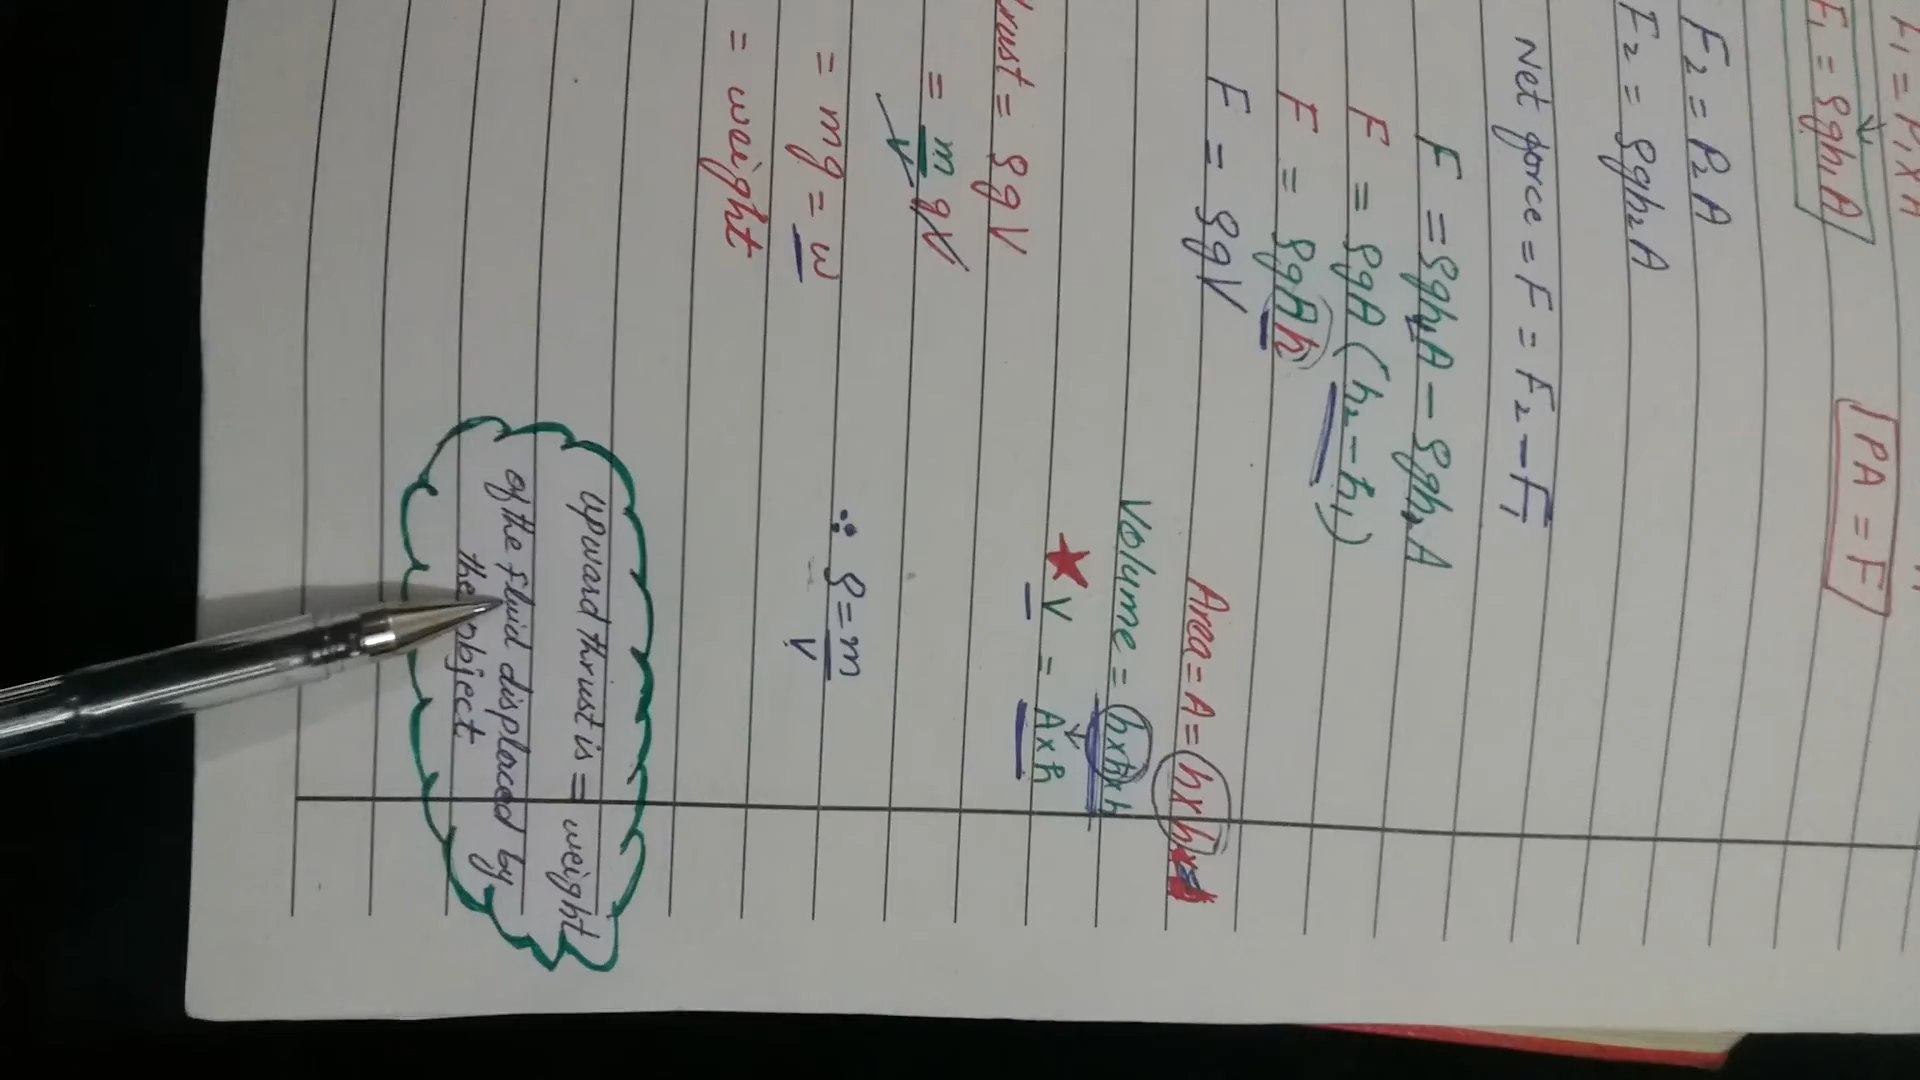 F₁ = P₁ × A
F₁ = ρgh₁A
PA = F
F₂ = P₂A
F₂ = ρgh₂A
Net force = F = F₂ − F₁
F = ρgh₂A − ρgh₁A
F = ρgA (h₂ − h₁)
F = ρgAh
Area = A = h×h
F = ρgV
Volume = h×h×h
★ V = A×h
rust = ρgV
= m/V gV
∴ ρ = m/V
= mg = w
= weight
upward thrust is = weight
of the fluid displaced by
the object